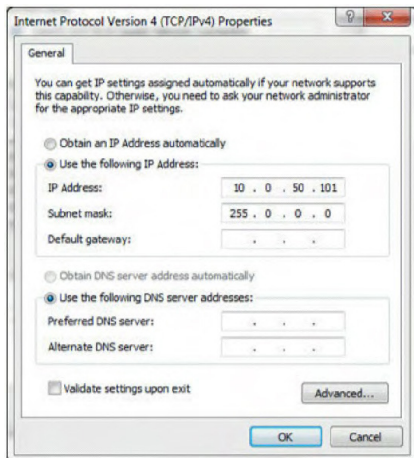 Internet Protocol Version 4 (TCP/IPv4) Properties
General
You can get IP settings assigned automatically if your network supports
this capability. Otherwise, you need to ask your network administrator
for the appropriate IP settings.
Obtain an IP Address automatically
Use the following IP Address:
IP Address: 10 . 0 . 50 . 101
Subnet mask: 255 . 0 . 0 . 0
Default gateway: . . .
Obtain DNS server address automatically
Use the following DNS server addresses:
Preferred DNS server: . . .
Alternate DNS server: . . .
Validate settings upon exit
Advanced...
OK Cancel